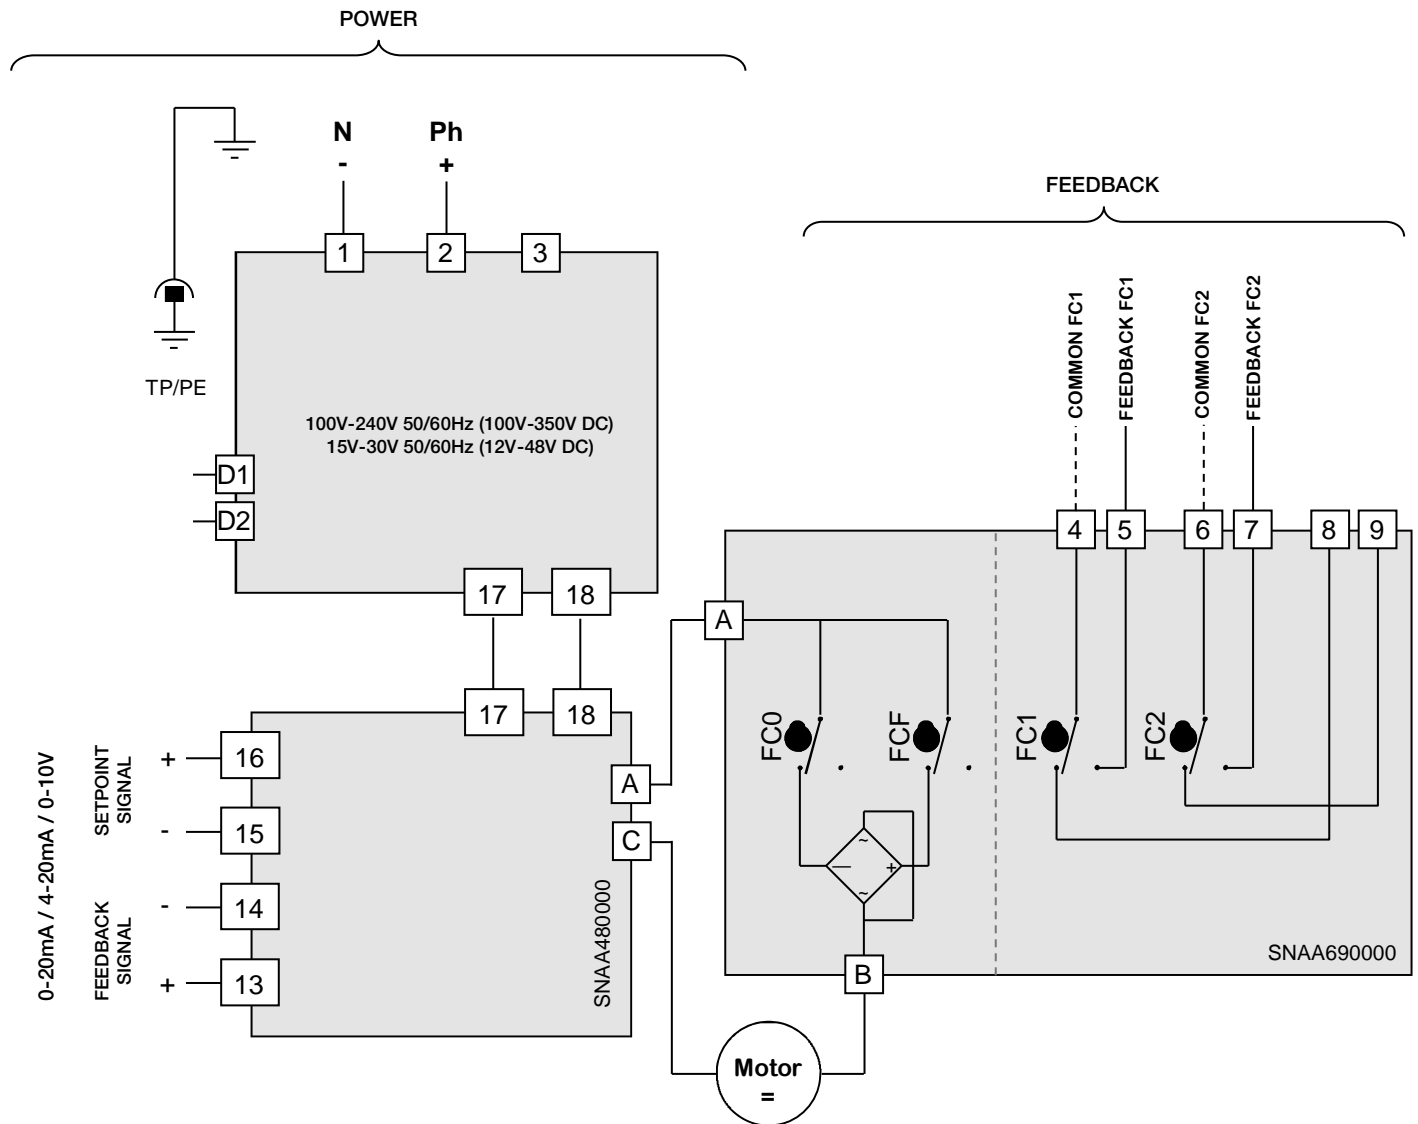 POWER
N
-
Ph
+
1
2
3
TP/PE
100V-240V 50/60Hz (100V-350V DC)
15V-30V 50/60Hz (12V-48V DC)
D1
D2
17
18
17
18
0-20mA / 4-20mA / 0-10V
SETPOINT
SIGNAL
+
16
-
15
FEEDBACK
SIGNAL
-
14
+
13
A
C
SNAA480000
FEEDBACK
COMMON FC1
FEEDBACK FC1
COMMON FC2
FEEDBACK FC2
4
5
6
7
8
9
A
FC0
FCF
FC1
FC2
~
—
+
~
SNAA690000
B
Motor
=